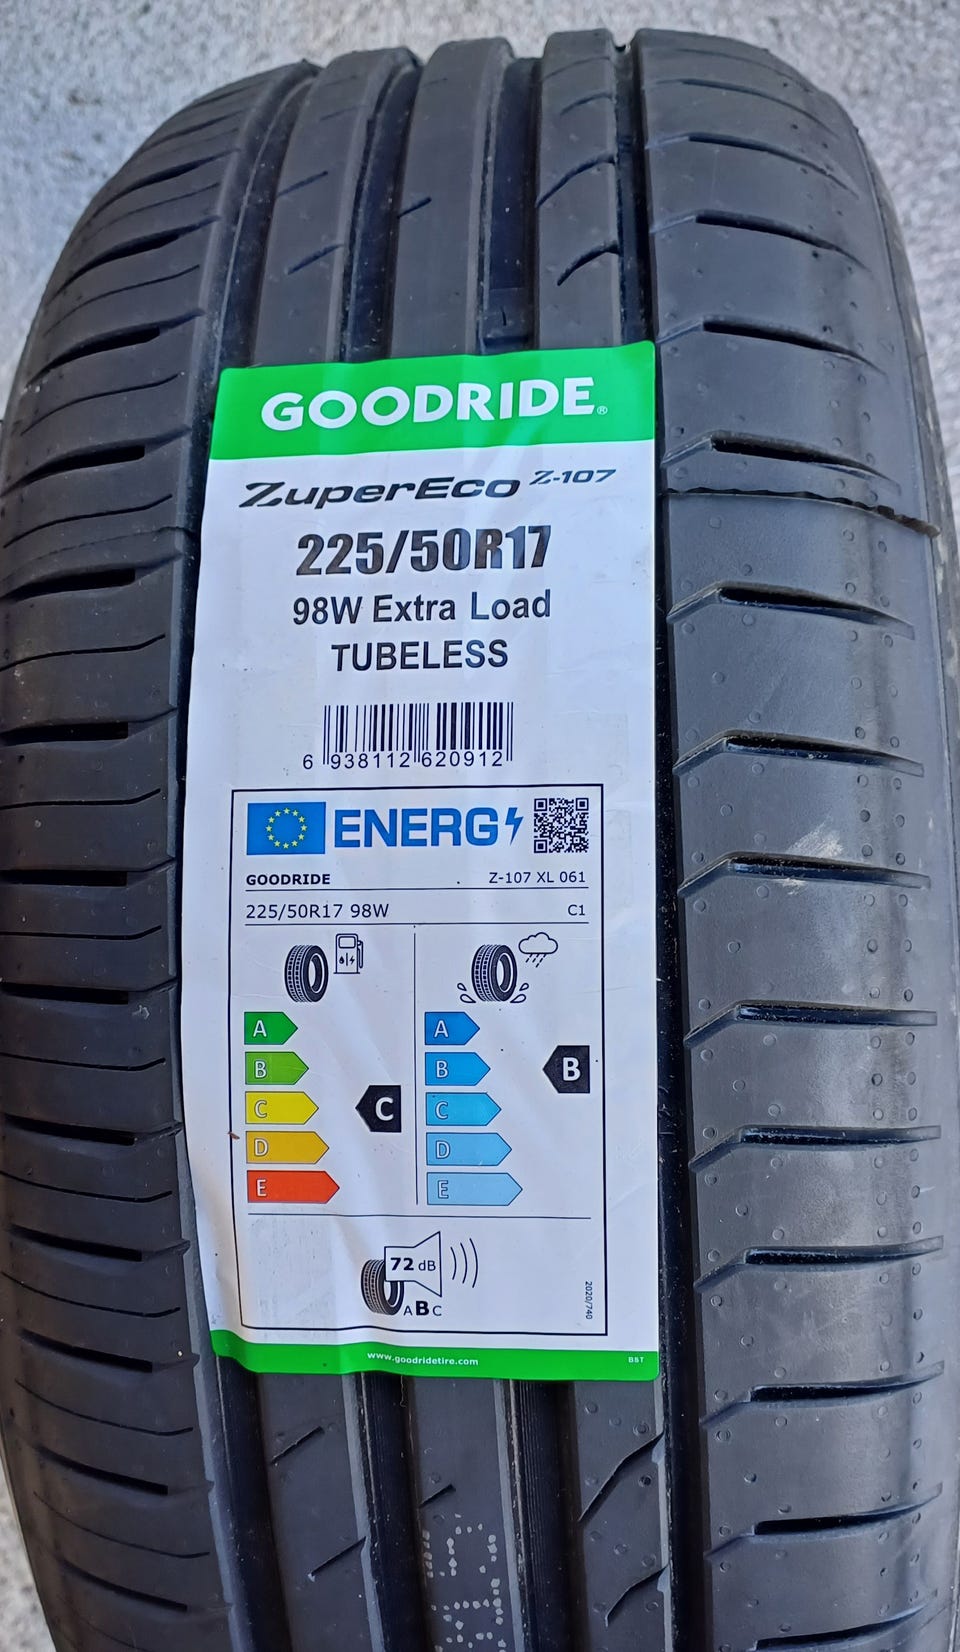 GOODRIDE®
ZuperEco Z-107
225/50R17
98W Extra Load
TUBELESS
6 938112 620912
ENERG
GOODRIDE Z-107 XL 061
225/50R17 98W C1
A A
B B B
C C C
D D
E E
72 dB
ABC
2020/740
www.goodridetire.com BST